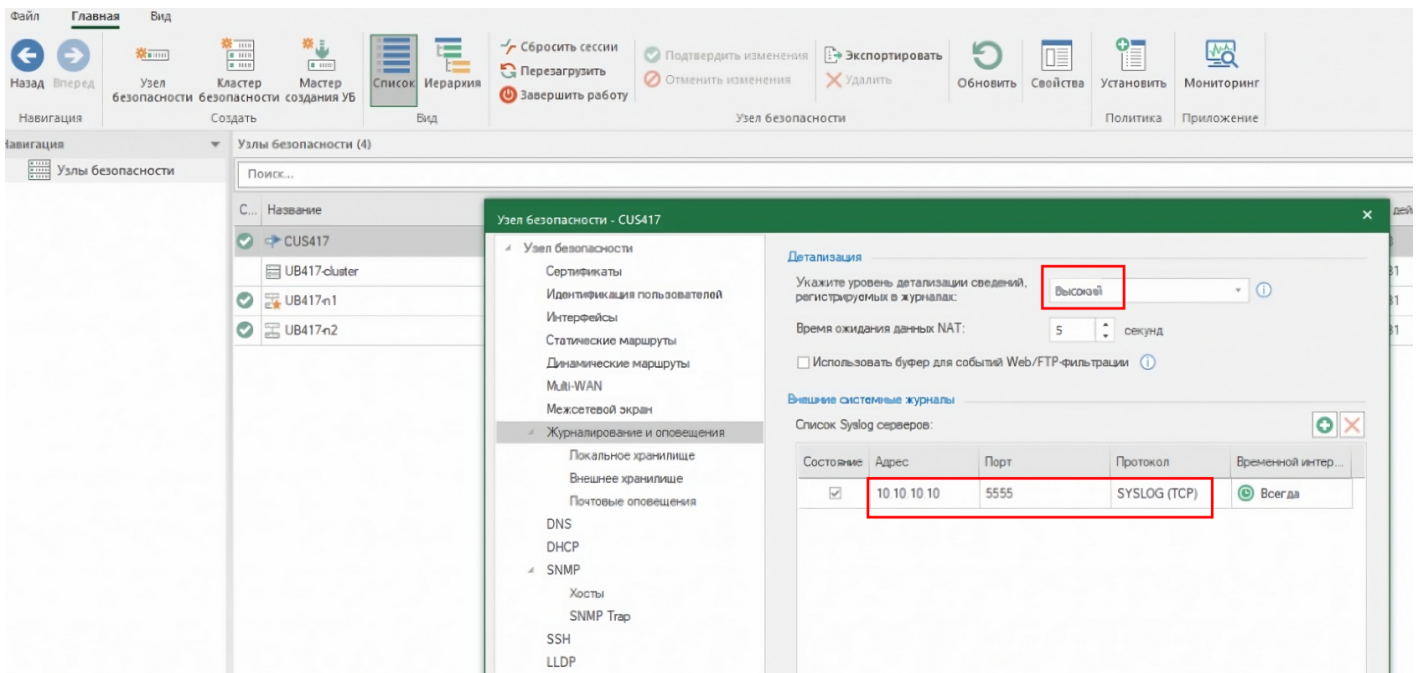 Файл Главная Вид
Назад Вперед
Узел безопасности
Кластер безопасности
Мастер создания УБ
Список Иерархия
Сбросить сессии
Перезагрузить
Завершить работу
Подтвердить изменения
Отменить изменения
Экспортировать
Удалить
Обновить Свойства Установить Мониторинг
Навигация Создать Вид Узел безопасности Политика Приложение
Навигация
Узлы безопасности (4)
Узлы безопасности
Поиск...
С... Название
CUS417
UB417-cluster
UB417-n1
UB417-n2
Узел безопасности - CUS417
Узел безопасности
Сертификаты
Идентификация пользователей
Интерфейсы
Статические маршруты
Динамические маршруты
Multi-WAN
Межсетевой экран
Журналирование и оповещения
Локальное хранилище
Внешнее хранилище
Почтовые оповещения
DNS
DHCP
SNMP
Хосты
SNMP Trap
SSH
LLDP
Детализация
Укажите уровень детализации сведений,
регистрируемых в журналах:
Высокий
Время ожидания данных NAT: 5 секунд
Использовать буфер для событий Web/FTP-фильтрации
Внешние системные журналы
Список Syslog серверов:
Состояние Адрес Порт Протокол Временной интер...
10.10.10.10 5555 SYSLOG (TCP) Всегда